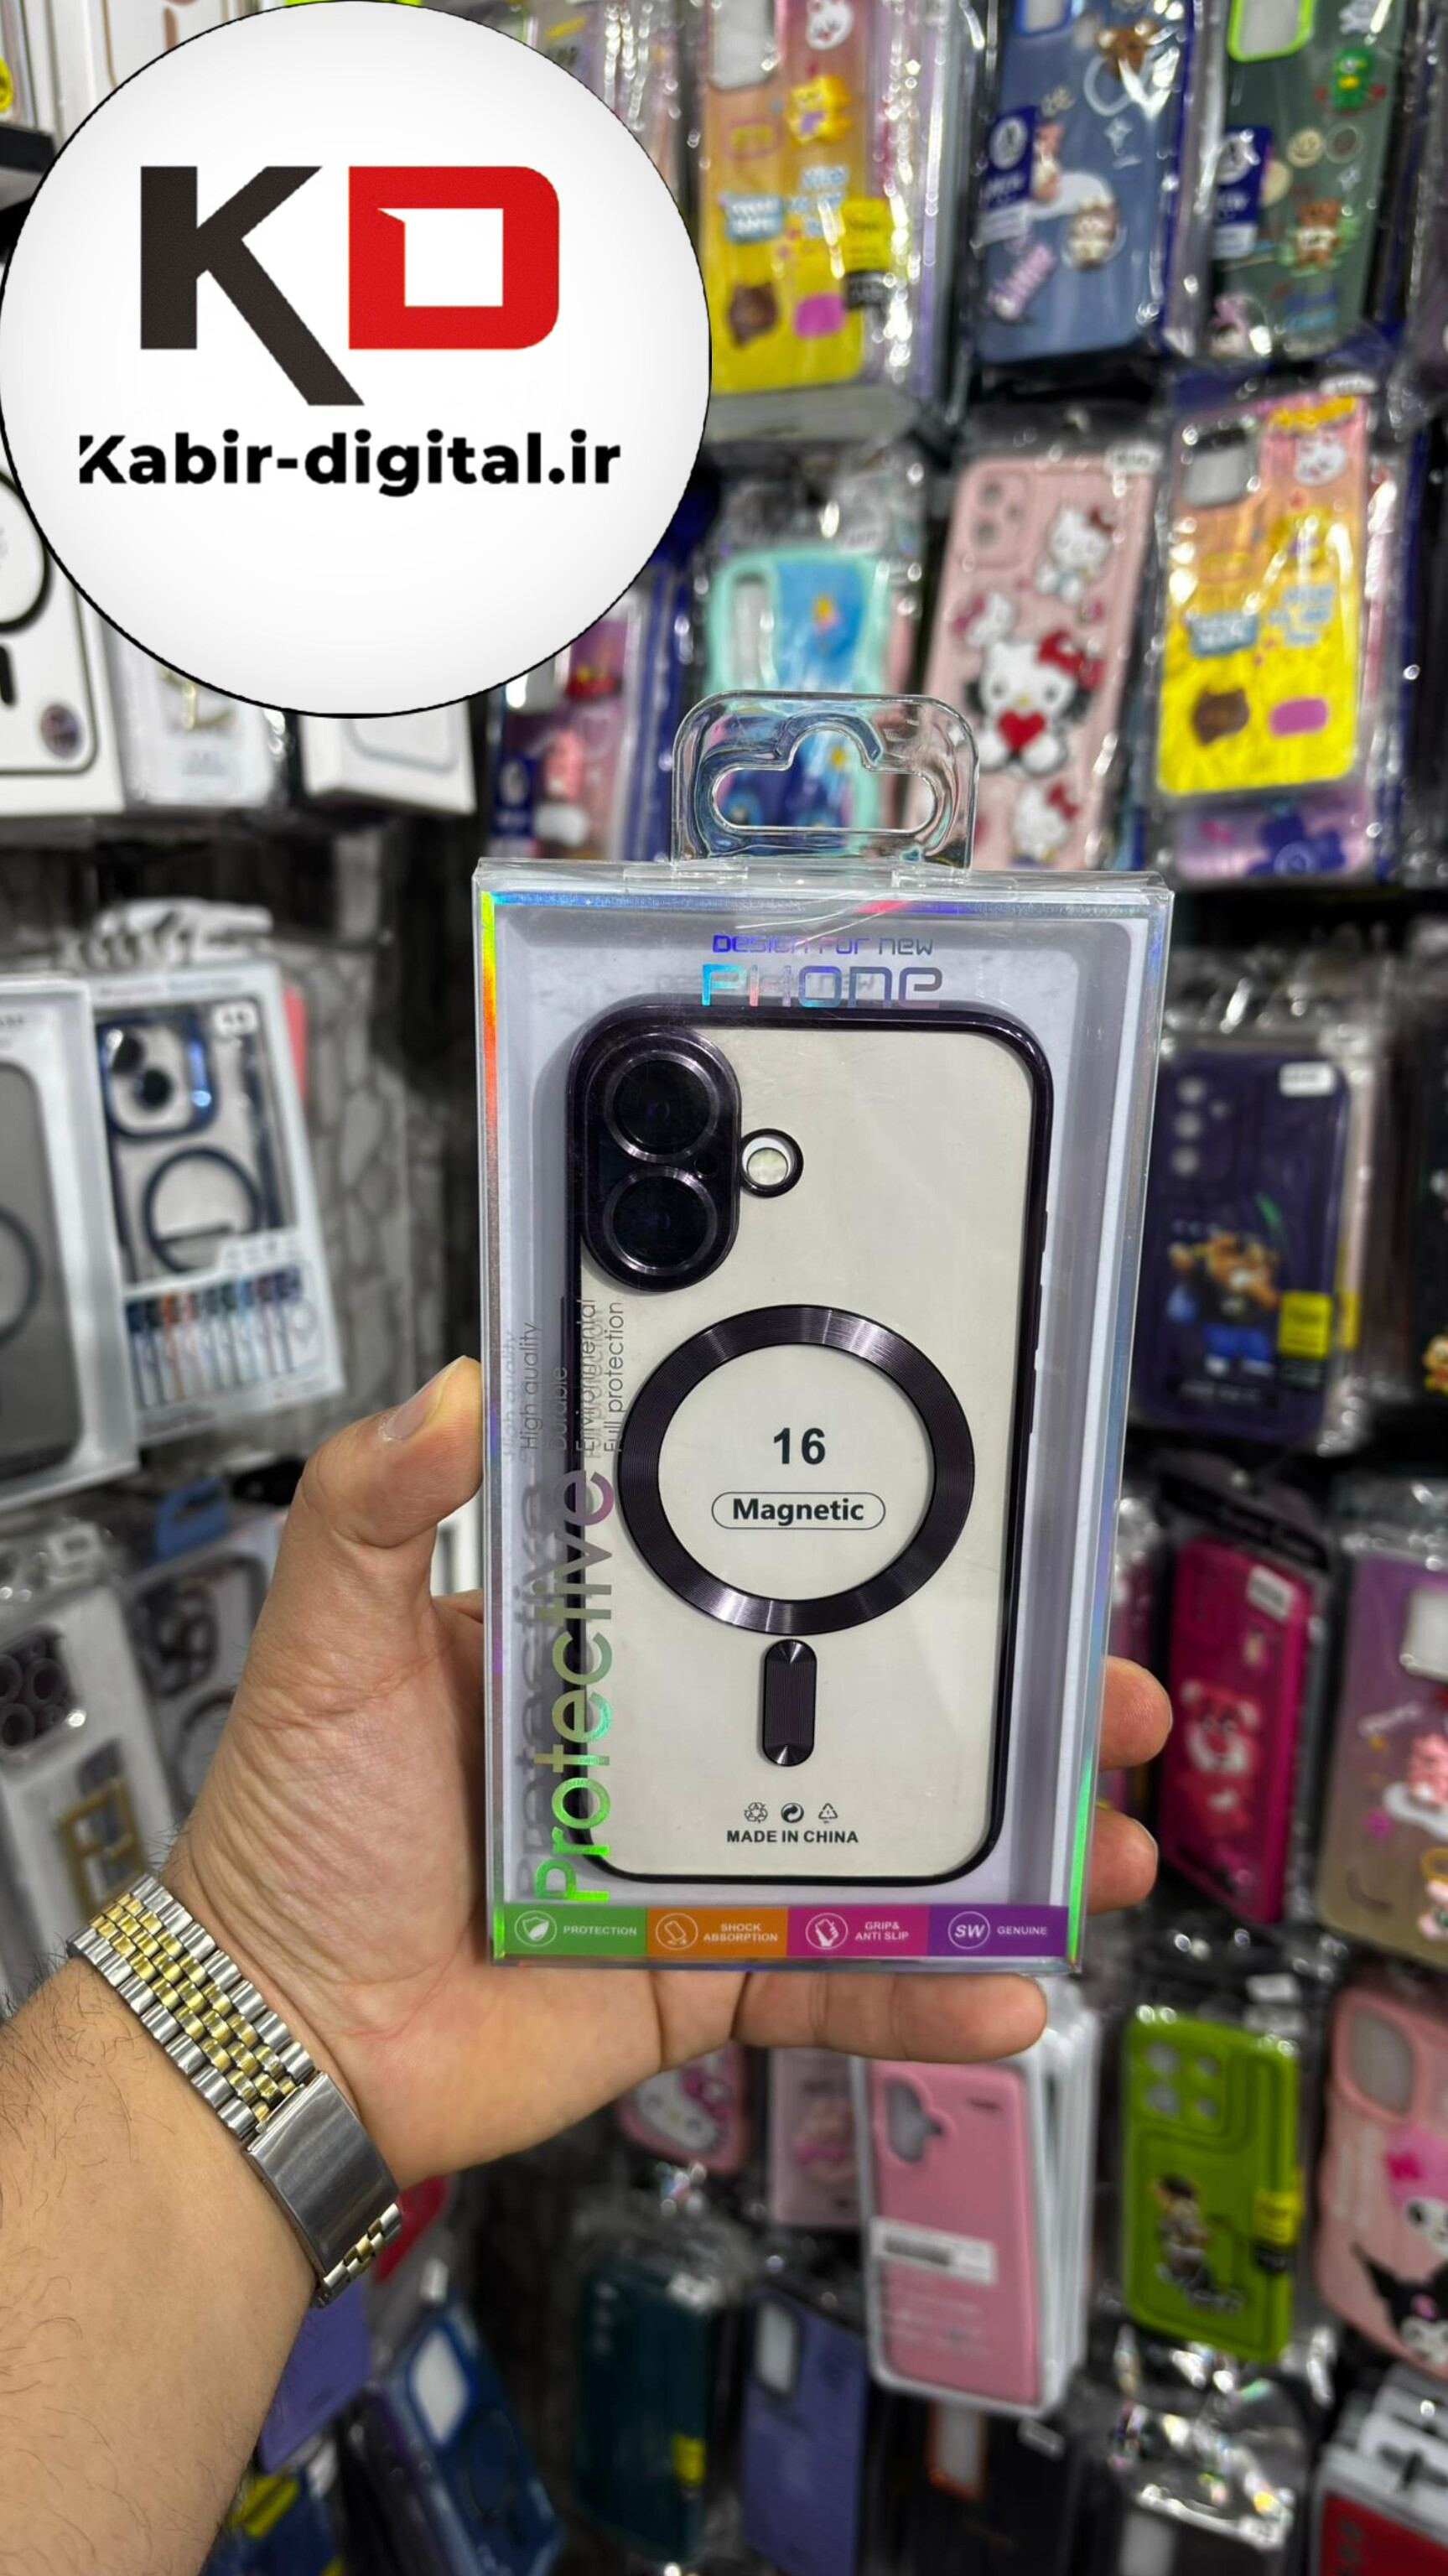 KD
Kabir-digital.ir
Design for new
PHone
High quality
Durable
Environmental
Full protection
Protective
16
Magnetic
MADE IN CHINA
PROTECTION
SHOCK
ABSORPTION
GRIP&
ANTI SLIP
SW GENUINE